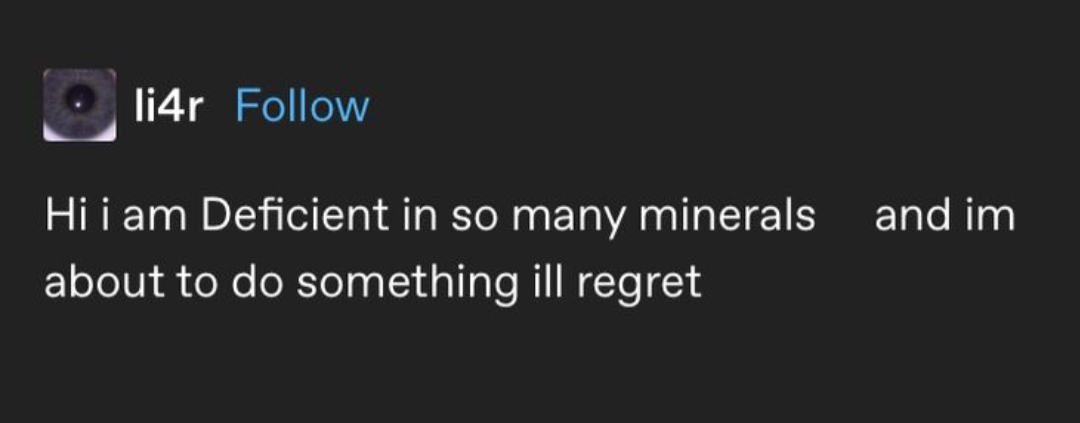 li4r Follow
Hi i am Deficient in so many minerals     and im
about to do something ill regret